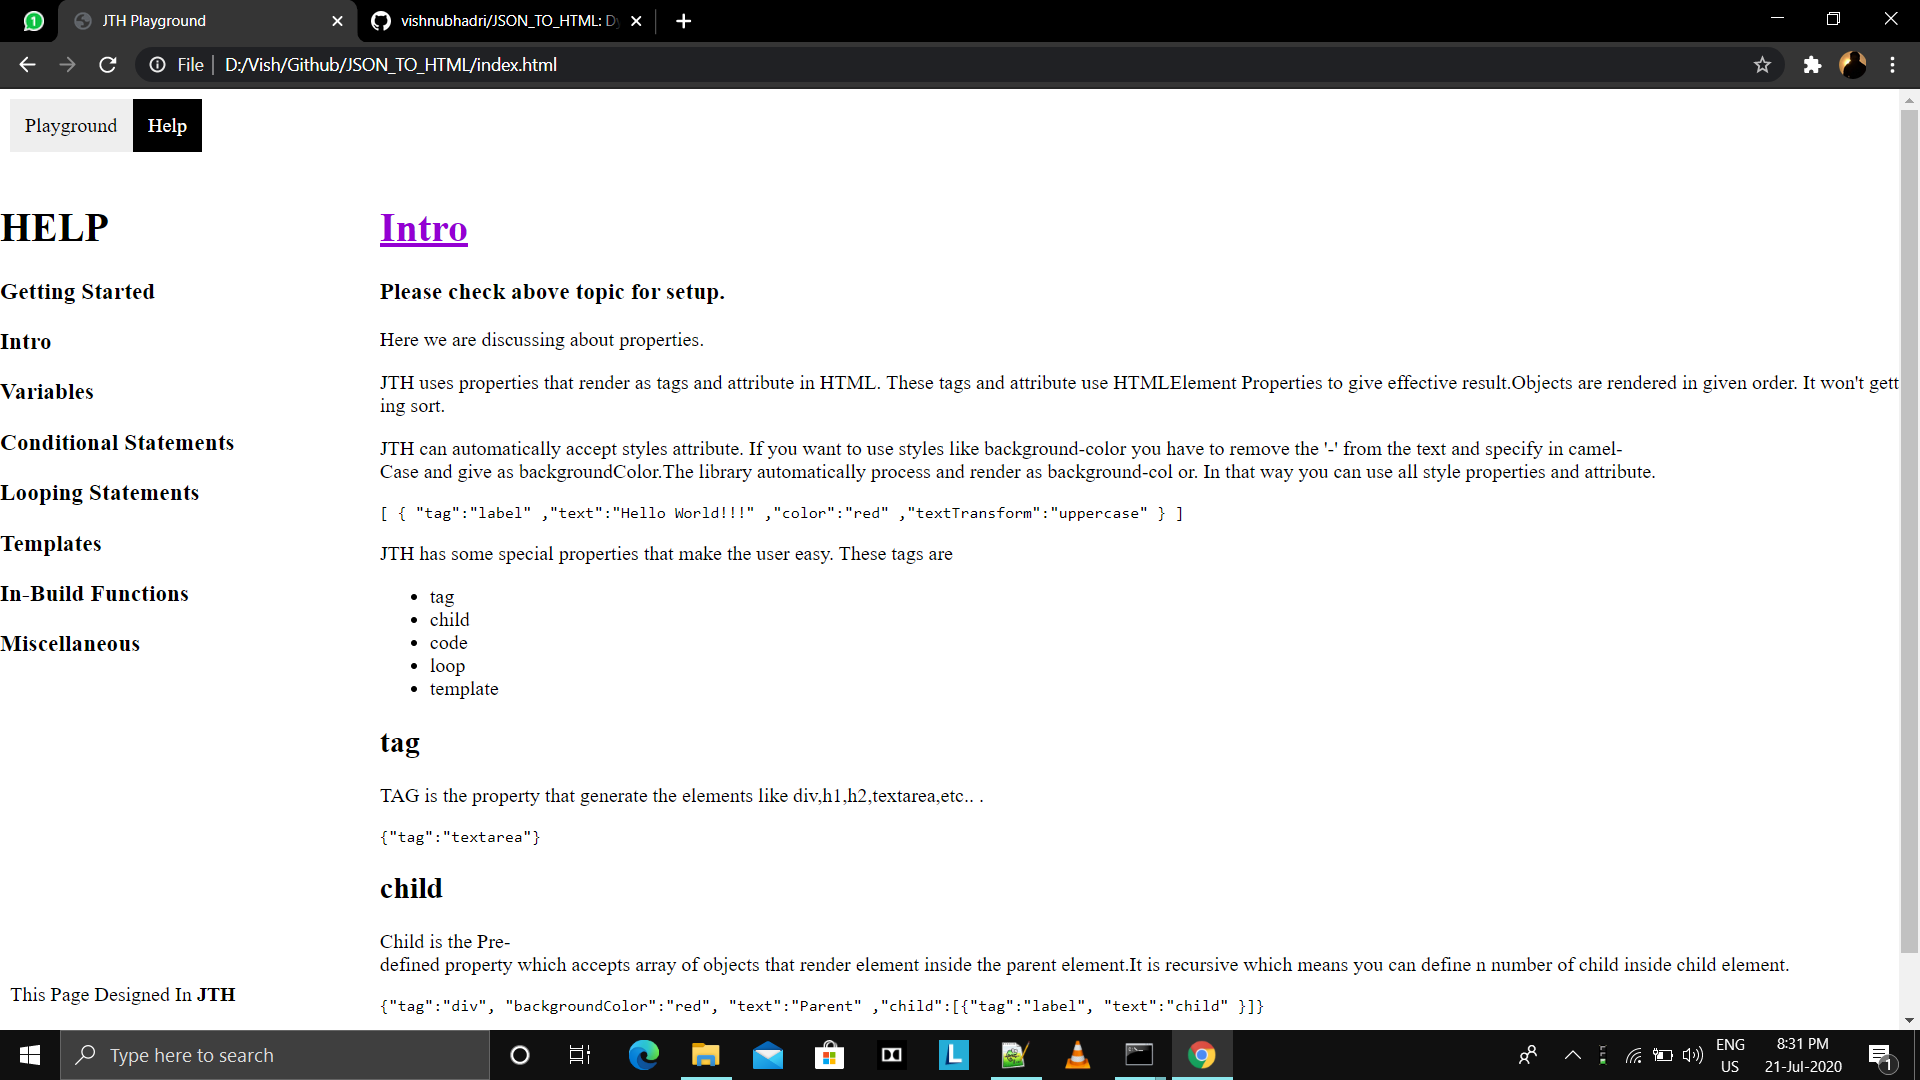 1
JTH Playground
vishnubhadri/JSON_TO_HTML: Dy
File
D:/Vish/Github/JSON_TO_HTML/index.html
Playground
Help
HELP
Getting Started
Intro
Variables
Conditional Statements
Looping Statements
Templates
In-Build Functions
Miscellaneous
This Page Designed In JTH
Intro
Please check above topic for setup.
Here we are discussing about properties.
JTH uses properties that render as tags and attribute in HTML. These tags and attribute use HTMLElement Properties to give effective result.Objects are rendered in given order. It won't gett
ing sort.
JTH can automatically accept styles attribute. If you want to use styles like background-color you have to remove the '-' from the text and specify in camel-
Case and give as backgroundColor.The library automatically process and render as background-col or. In that way you can use all style properties and attribute.
[ { "tag":"label" ,"text":"Hello World!!!" ,"color":"red" ,"textTransform":"uppercase" } ]
JTH has some special properties that make the user easy. These tags are
tag
child
code
loop
template
tag
TAG is the property that generate the elements like div,h1,h2,textarea,etc.. .
{"tag":"textarea"}
child
Child is the Pre-
defined property which accepts array of objects that render element inside the parent element.It is recursive which means you can define n number of child inside child element.
{"tag":"div", "backgroundColor":"red", "text":"Parent" ,"child":[{"tag":"label", "text":"child" }]}
Type here to search
L
ENG
US
8:31 PM
21-Jul-2020
1